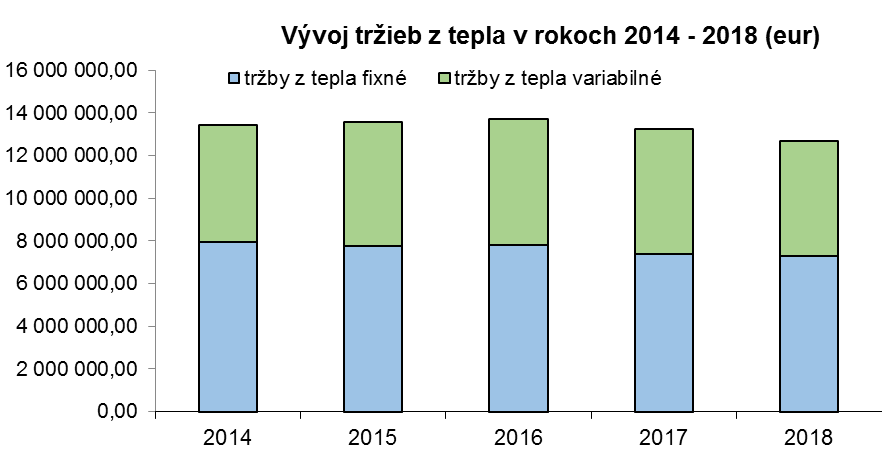 Vývoj tržieb z tepla v rokoch 2014 - 2018 (eur)
tržby z tepla fixné tržby z tepla variabilné
16 000 000,00
14 000 000,00
12 000 000,00
10 000 000,00
8 000 000,00
6 000 000,00
4 000 000,00
2 000 000,00
0,00
2014 2015 2016 2017 2018